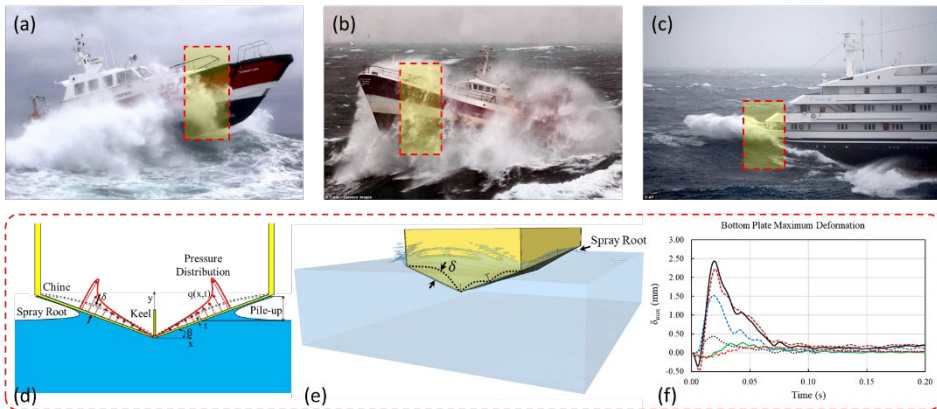 (a)
(b)
(c)
Chine
δ
Spray Root
Pressure
Distribution
q(x,t)
y
Keel
t
β
x
Pile-up
(d)
δ
Spray Root
(e)
Bottom Plate Maximum Deformation
δmax (mm)
3.00
2.50
2.00
1.50
1.00
0.50
0.00
-0.50
0.00
0.05
0.10
0.15
0.20
Time (s)
(f)